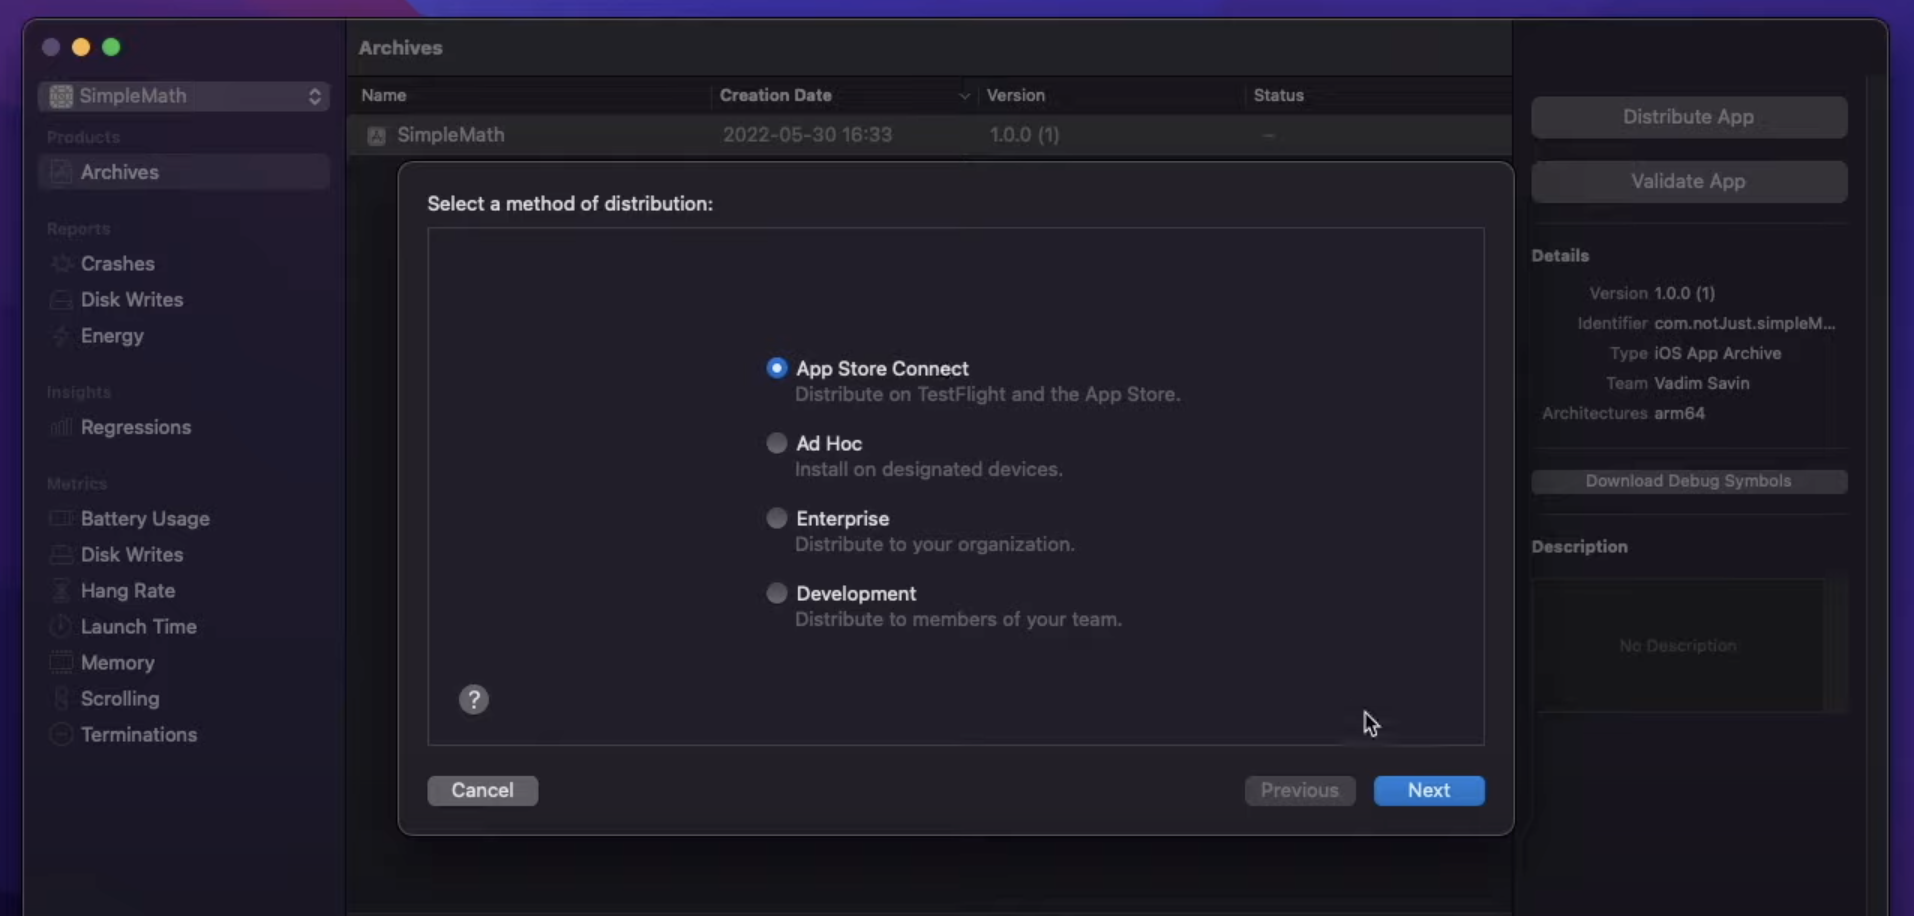 SimpleMath
Products
Archives
Reports
Crashes
Disk Writes
Energy
Insights
Regressions
Metrics
Battery Usage
Disk Writes
Hang Rate
Launch Time
Memory
Scrolling
Terminations
Archives
Name Creation Date Version Status
SimpleMath 2022-05-30 16:33 1.0.0 (1) --
Select a method of distribution:
App Store Connect
Distribute on TestFlight and the App Store.
Ad Hoc
Install on designated devices.
Enterprise
Distribute to your organization.
Development
Distribute to members of your team.
?
Cancel Previous Next
Distribute App
Validate App
Details
Version 1.0.0 (1)
Identifier com.notJust.simpleM...
Type iOS App Archive
Team Vadim Savin
Architectures arm64
Download Debug Symbols
Description
No Description